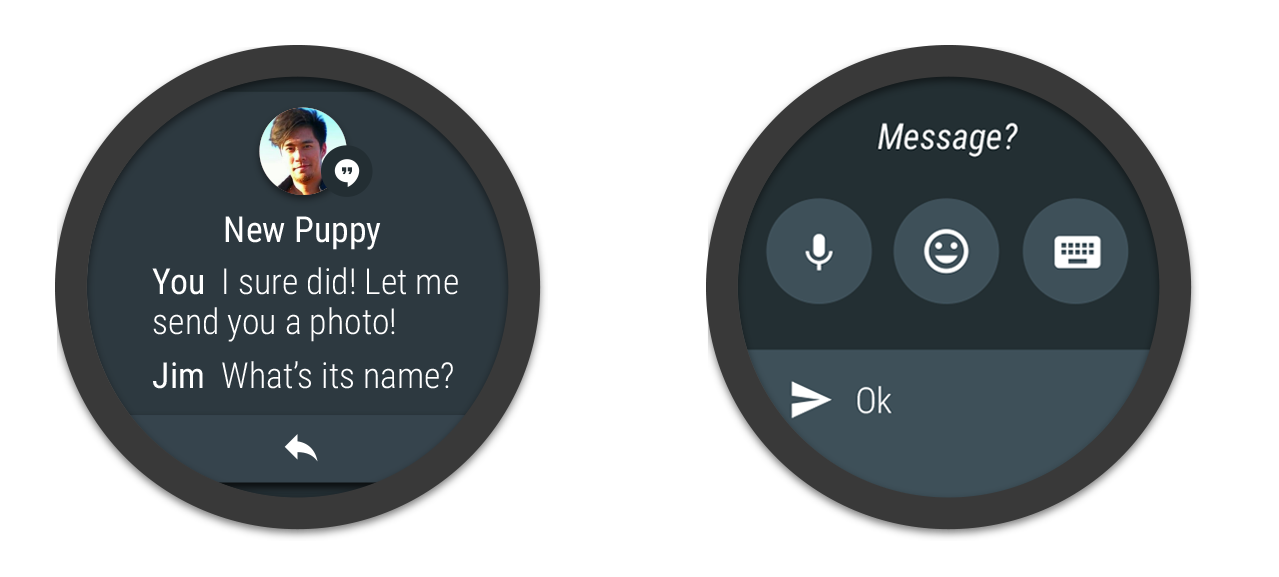 New Puppy
You I sure did! Let me
send you a photo!
Jim What's its name?
Message?
Ok